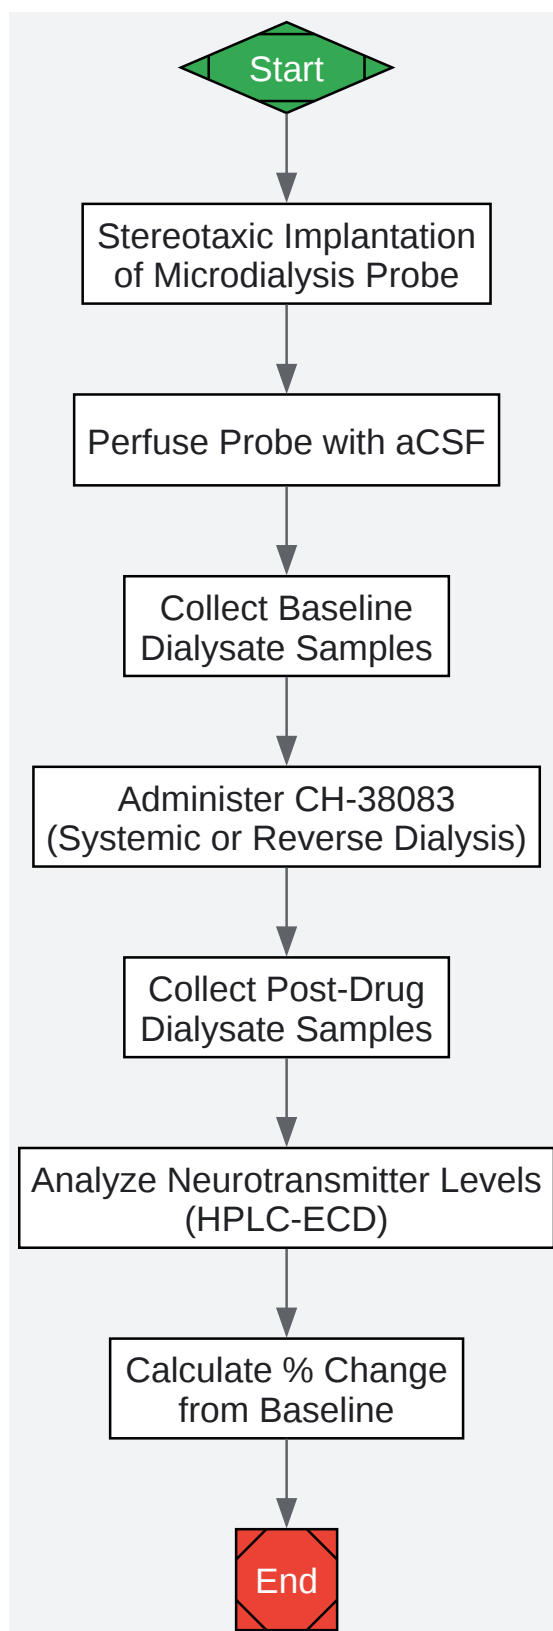 Start
Stereotaxic Implantation
of Microdialysis Probe
Perfuse Probe with aCSF
Collect Baseline
Dialysate Samples
Administer CH-38083
(Systemic or Reverse Dialysis)
Collect Post-Drug
Dialysate Samples
Analyze Neurotransmitter Levels
(HPLC-ECD)
Calculate % Change
from Baseline
End